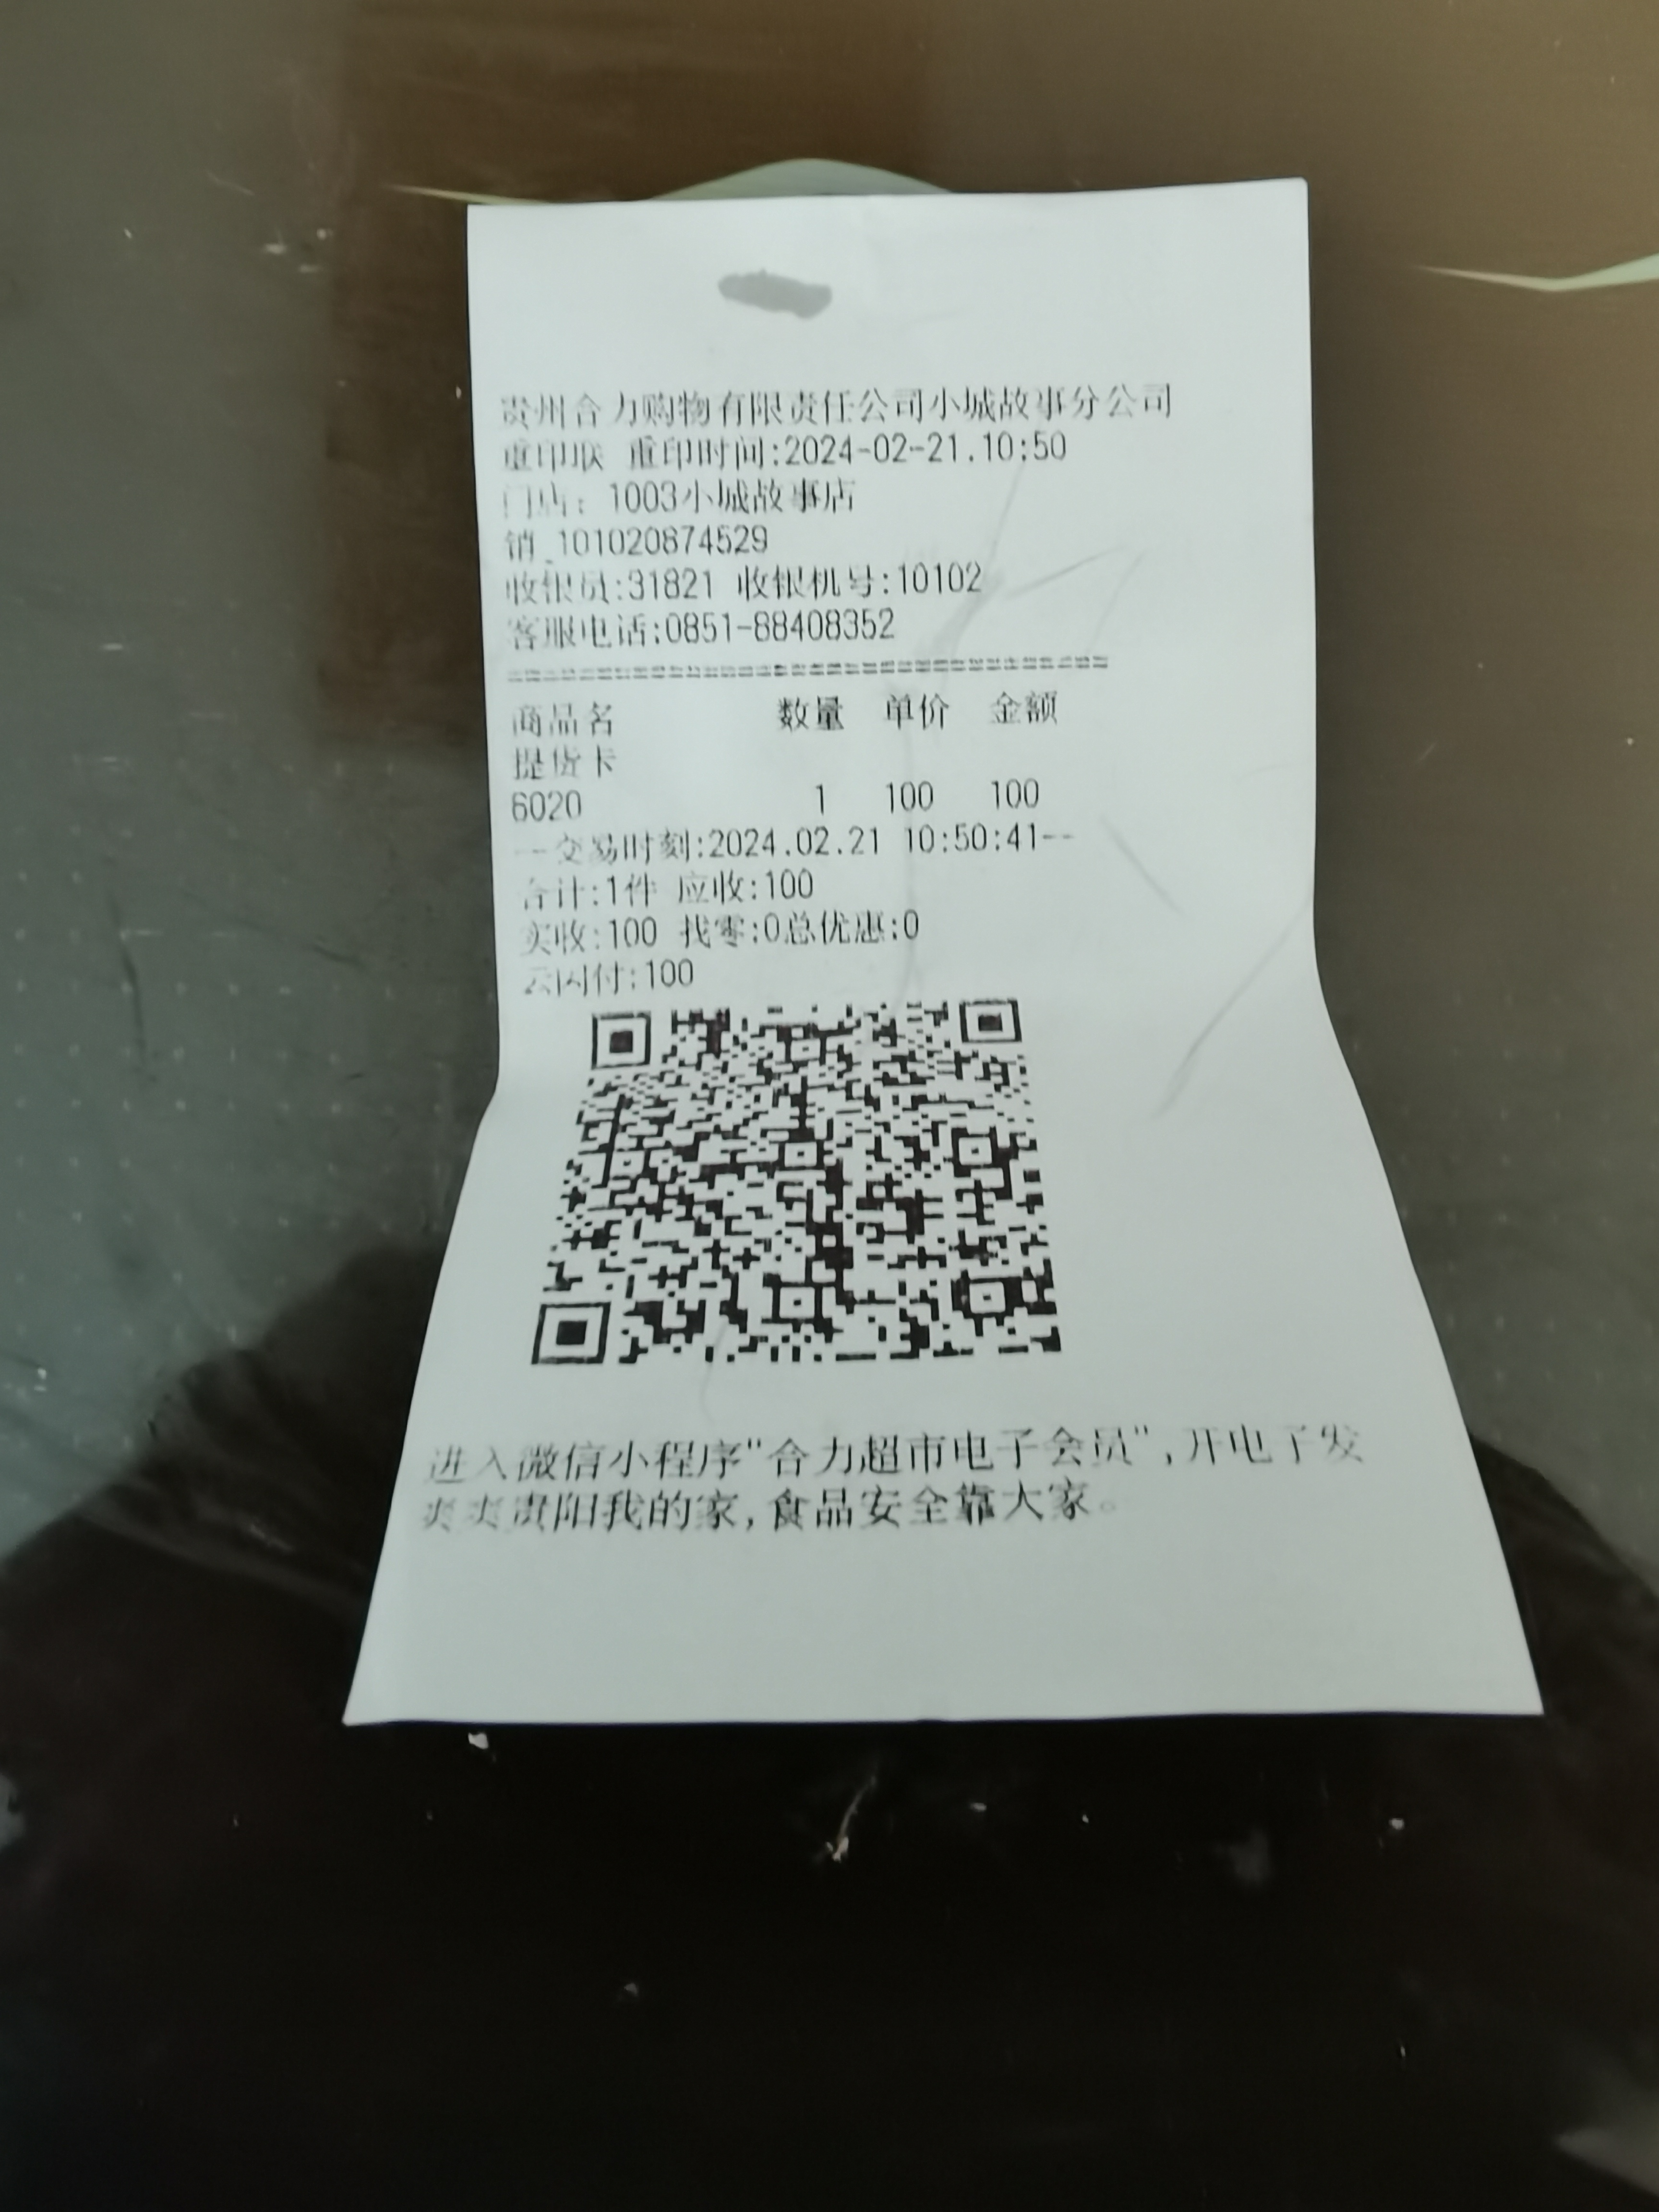 贵州合力购物有限责任公司小城故事分公司
重印联 重印时间:2024-02-21.10:50
门店: 1003小城故事店
销_101020874529
收银员:31821 收银机号:10102
客服电话:0851-88408352
商品名 数量 单价 金额
提货卡
6020 1 100 100
--交易时刻:2024.02.21 10:50:41--
合计:1件 应收:100
实收:100 找零:0总优惠:0
云闪付:100
进入微信小程序"合力超市电子会员",开电子发
爽爽贵阳我的家,食品安全靠大家。